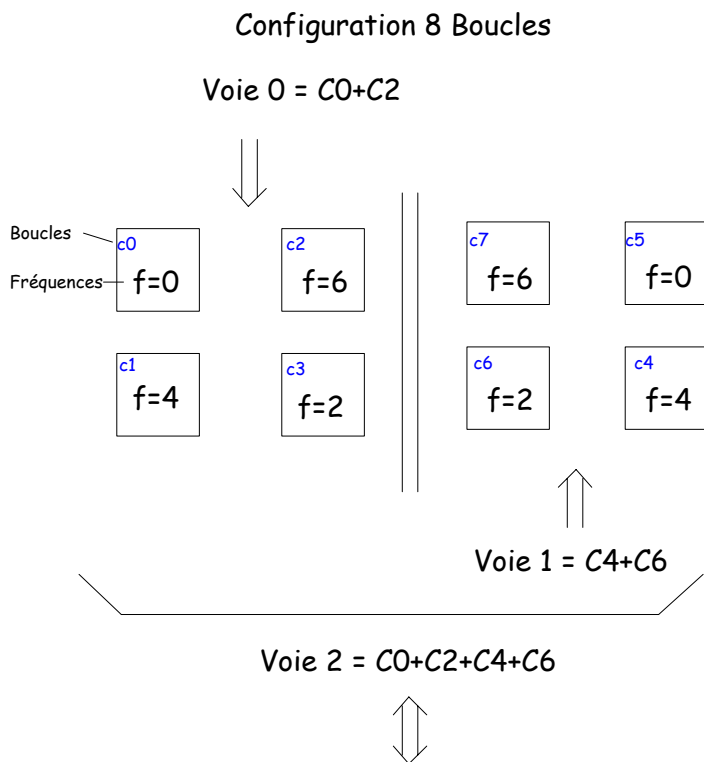 Configuration 8 Boucles
Voie 0 = C0+C2
Boucles
c0
c2
c7
c5
Fréquences
f=0
f=6
f=6
f=0
c1
c3
c6
c4
f=4
f=2
f=2
f=4
Voie 1 = C4+C6
Voie 2 = C0+C2+C4+C6